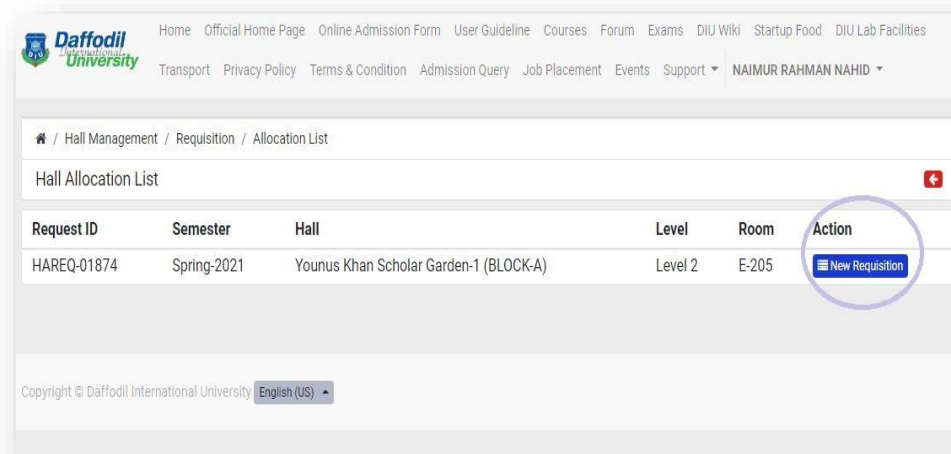 Daffodil
International
University
Home Official Home Page Online Admission Form User Guideline Courses Forum Exams DIU Wiki Startup Food DIU Lab Facilities
Transport Privacy Policy Terms & Condition Admission Query Job Placement Events Support NAIMUR RAHMAN NAHID
/ Hall Management / Requisition / Allocation List
Hall Allocation List
Request ID Semester Hall Level Room Action
HAREQ-01874 Spring-2021 Younus Khan Scholar Garden-1 (BLOCK-A) Level 2 E-205 New Requisition
Copyright © Daffodil International University English (US)